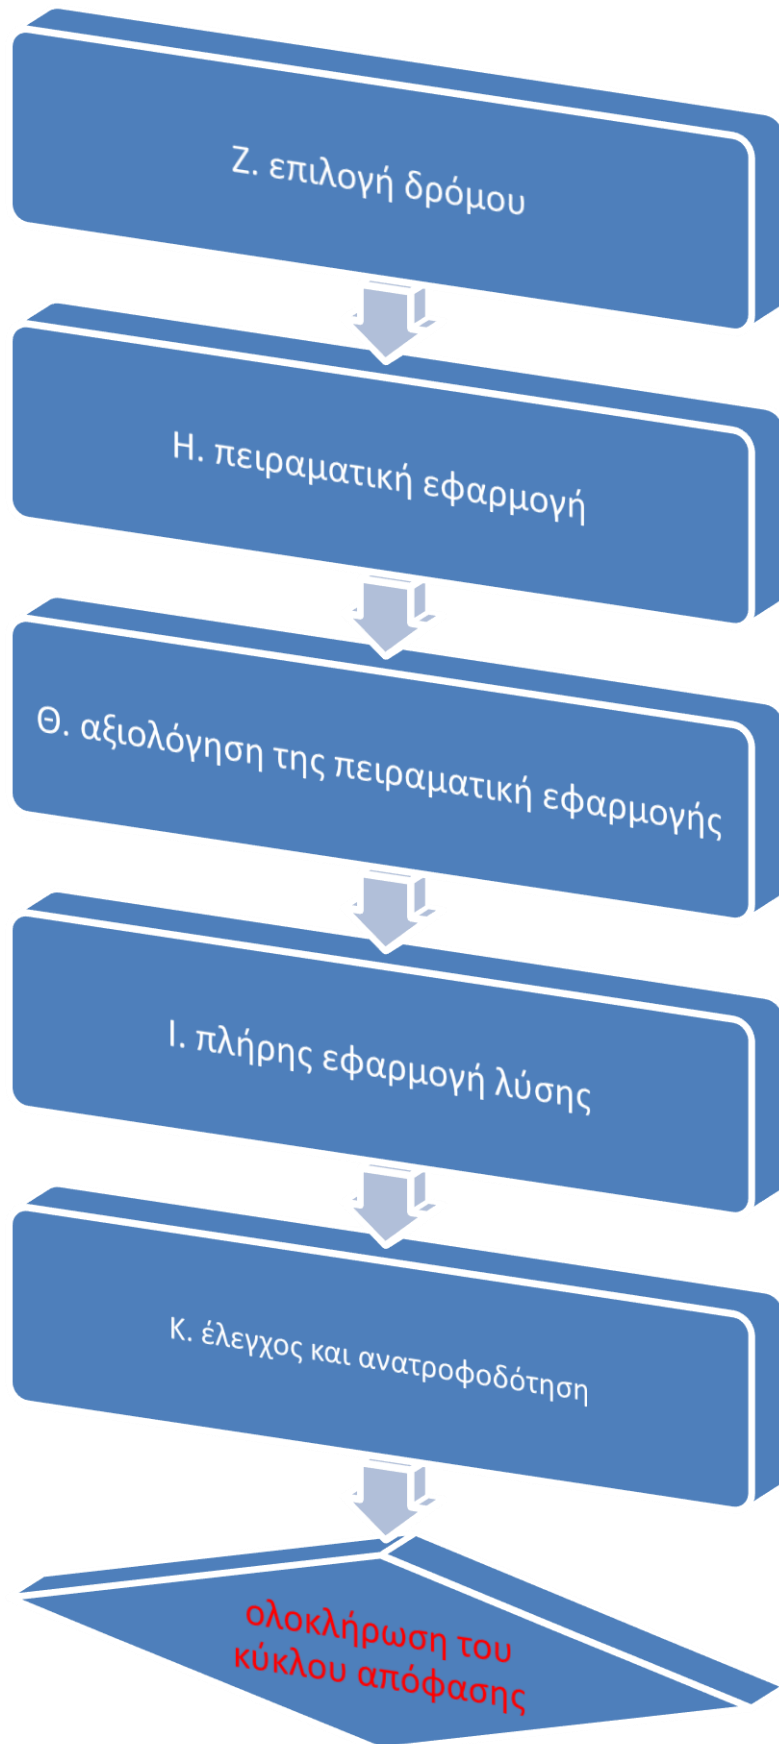 Ζ. επιλογή δρόμου
Η. πειραματική εφαρμογή
Θ. αξιολόγηση της πειραματική εφαρμογής
Ι. πλήρης εφαρμογή λύσης
Κ. έλεγχος και ανατροφοδότηση
ολοκλήρωση του
κύκλου απόφασης